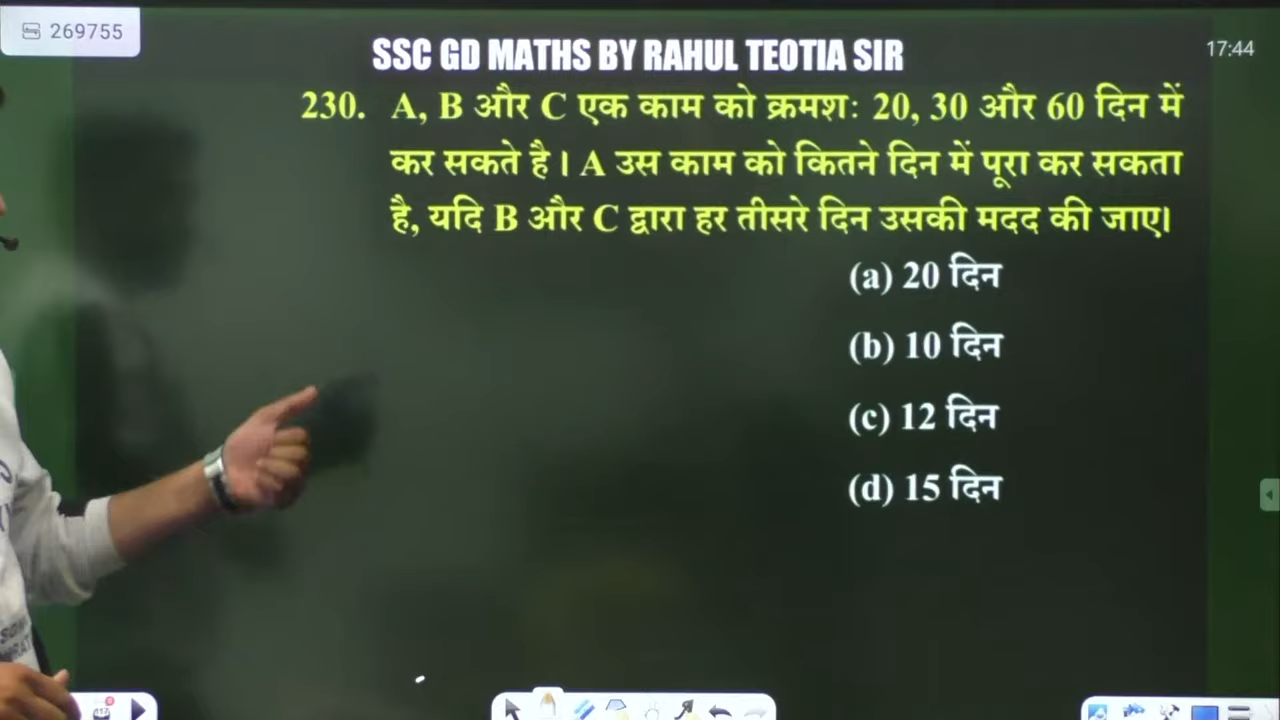 269755
SSC GD MATHS BY RAHUL TEOTIA SIR
17:44
230. A, B और C एक काम को क्रमश: 20, 30 और 60 दिन में
कर सकते है। A उस काम को कितने दिन में पूरा कर सकता
है, यदि B और C द्वारा हर तीसरे दिन उसकी मदद की जाए।
(a) 20 दिन
(b) 10 दिन
(c) 12 दिन
(d) 15 दिन